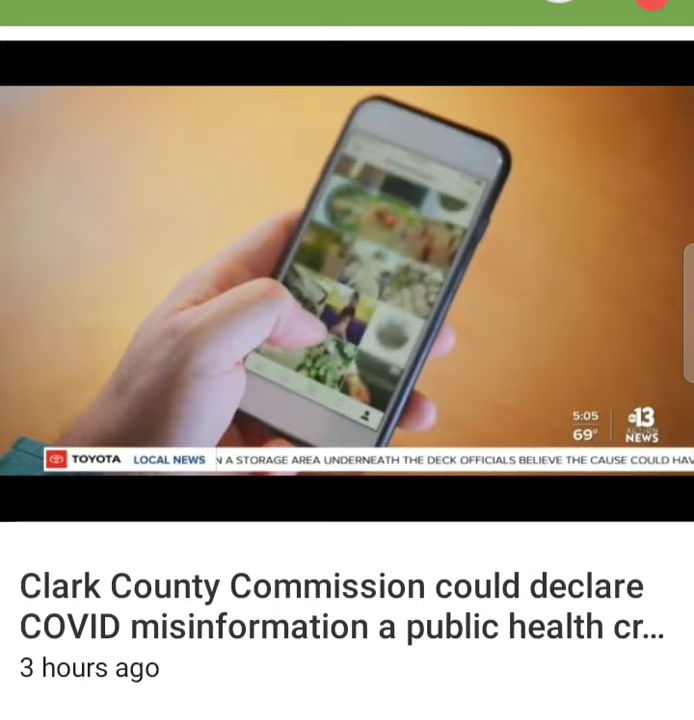 5:05
13
69°
NEWS
TOYOTA LOCAL NEWS A STORAGE AREA UNDERNEATH THE DECK OFFICIALS BELIEVE THE CAUSE COULD HAV
Clark County Commission could declare
COVID misinformation a public health cr...
3 hours ago